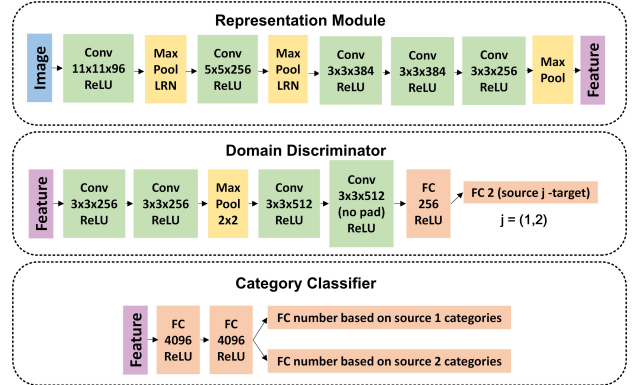 Representation Module
Image
Conv
11x11x96
ReLU
Max
Pool
LRN
Conv
5x5x256
ReLU
Max
Pool
LRN
Conv
3x3x384
ReLU
Conv
3x3x384
ReLU
Conv
3x3x256
ReLU
Max
Pool
Feature
Domain Discriminator
Feature
Conv
3x3x256
ReLU
Conv
3x3x256
ReLU
Max
Pool
2x2
Conv
3x3x512
ReLU
Conv
3x3x512
(no pad)
ReLU
FC
256
ReLU
FC 2 (source j -target)
j = (1,2)
Category Classifier
Feature
FC
4096
ReLU
FC
4096
ReLU
FC number based on source 1 categories
FC number based on source 2 categories